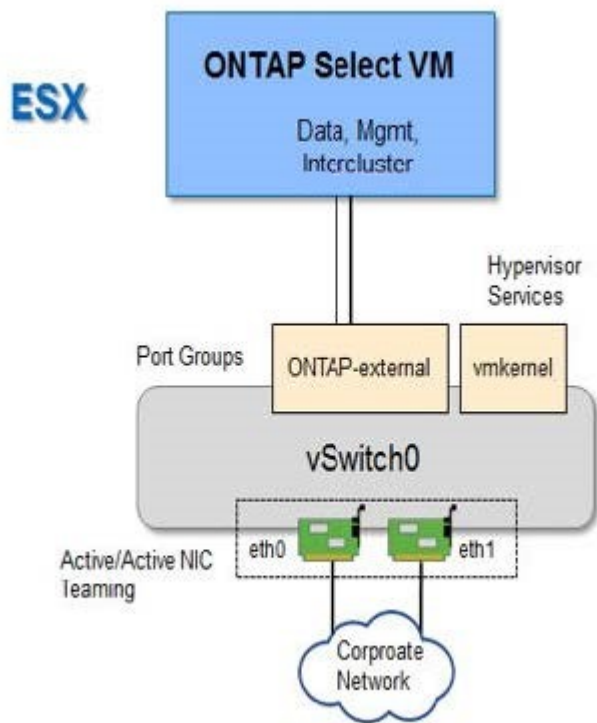 ESX
ONTAP Select VM
Data, Mgmt,
Intercluster
Hypervisor
Services
Port Groups
ONTAP-external
vmkernel
vSwitch0
eth0
eth1
Active/Active NIC
Teaming
Corproate
Network